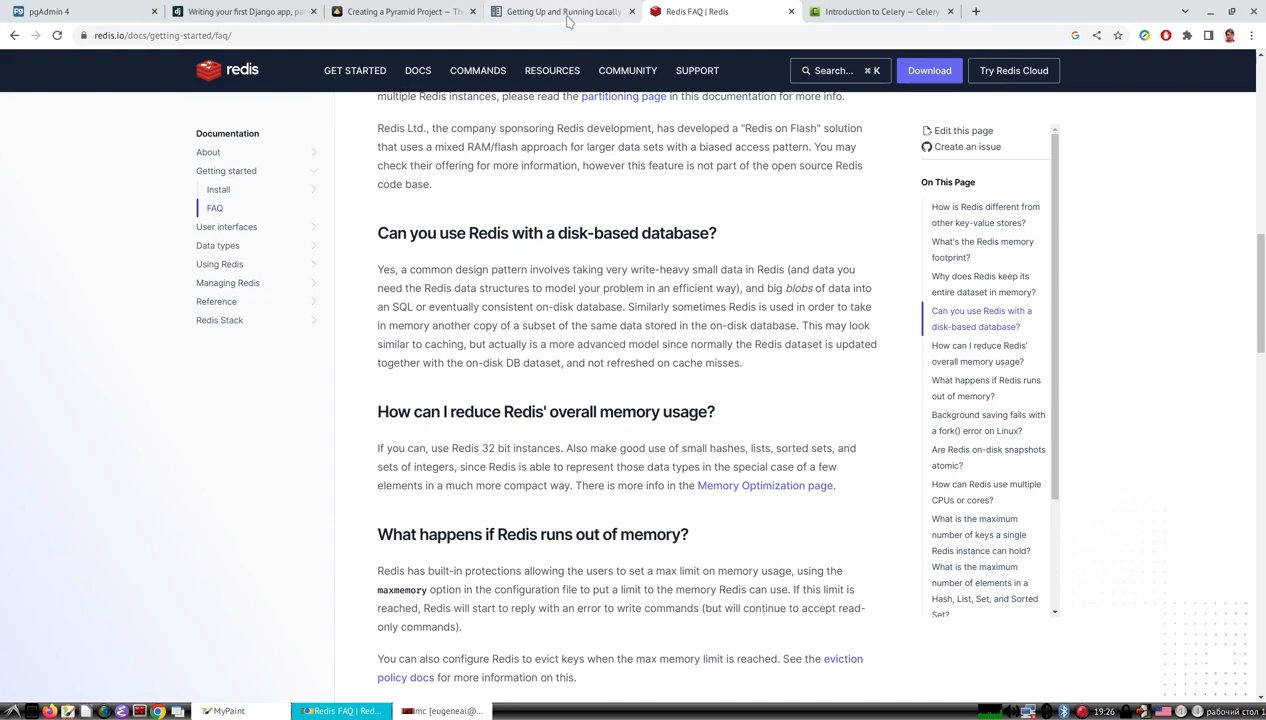 pgAdmin 4
Writing your first Django app, pa
Creating a Pyramid Project — Th
Getting Up and Running Locally
Redis FAQ | Redis
Introduction to Celery — Celery
redis.io/docs/getting-started/faq/
redis
GET STARTED
DOCS
COMMANDS
RESOURCES
COMMUNITY
SUPPORT
Search...
⌘ K
Download
Try Redis Cloud
Documentation
About
Getting started
Install
FAQ
User interfaces
Data types
Using Redis
Managing Redis
Reference
Redis Stack
multiple Redis instances, please read the partitioning page in this documentation for more info.
Redis Ltd., the company sponsoring Redis development, has developed a "Redis on Flash" solution
that uses a mixed RAM/flash approach for larger data sets with a biased access pattern. You may
check their offering for more information, however this feature is not part of the open source Redis
code base.
Can you use Redis with a disk-based database?
Yes, a common design pattern involves taking very write-heavy small data in Redis (and data you
need the Redis data structures to model your problem in an efficient way), and big blobs of data into
an SQL or eventually consistent on-disk database. Similarly sometimes Redis is used in order to take
in memory another copy of a subset of the same data stored in the on-disk database. This may look
similar to caching, but actually is a more advanced model since normally the Redis dataset is updated
together with the on-disk DB dataset, and not refreshed on cache misses.
How can I reduce Redis' overall memory usage?
If you can, use Redis 32 bit instances. Also make good use of small hashes, lists, sorted sets, and
sets of integers, since Redis is able to represent those data types in the special case of a few
elements in a much more compact way. There is more info in the Memory Optimization page.
What happens if Redis runs out of memory?
Redis has built-in protections allowing the users to set a max limit on memory usage, using the
maxmemory option in the configuration file to put a limit to the memory Redis can use. If this limit is
reached, Redis will start to reply with an error to write commands (but will continue to accept read-
only commands).
You can also configure Redis to evict keys when the max memory limit is reached. See the eviction
policy docs for more information on this.
Edit this page
Create an issue
On This Page
How is Redis different from
other key-value stores?
What's the Redis memory
footprint?
Why does Redis keep its
entire dataset in memory?
Can you use Redis with a
disk-based database?
How can I reduce Redis'
overall memory usage?
What happens if Redis runs
out of memory?
Background saving fails with
a fork() error on Linux?
Are Redis on-disk snapshots
atomic?
How can Redis use multiple
CPUs or cores?
What is the maximum
number of keys a single
Redis instance can hold?
What is the maximum
number of elements in a
Hash, List, Set, and Sorted
Set?
MyPaint
Redis FAQ | Red...
mc [eugeneai@...
19:26
рабочий стол 1